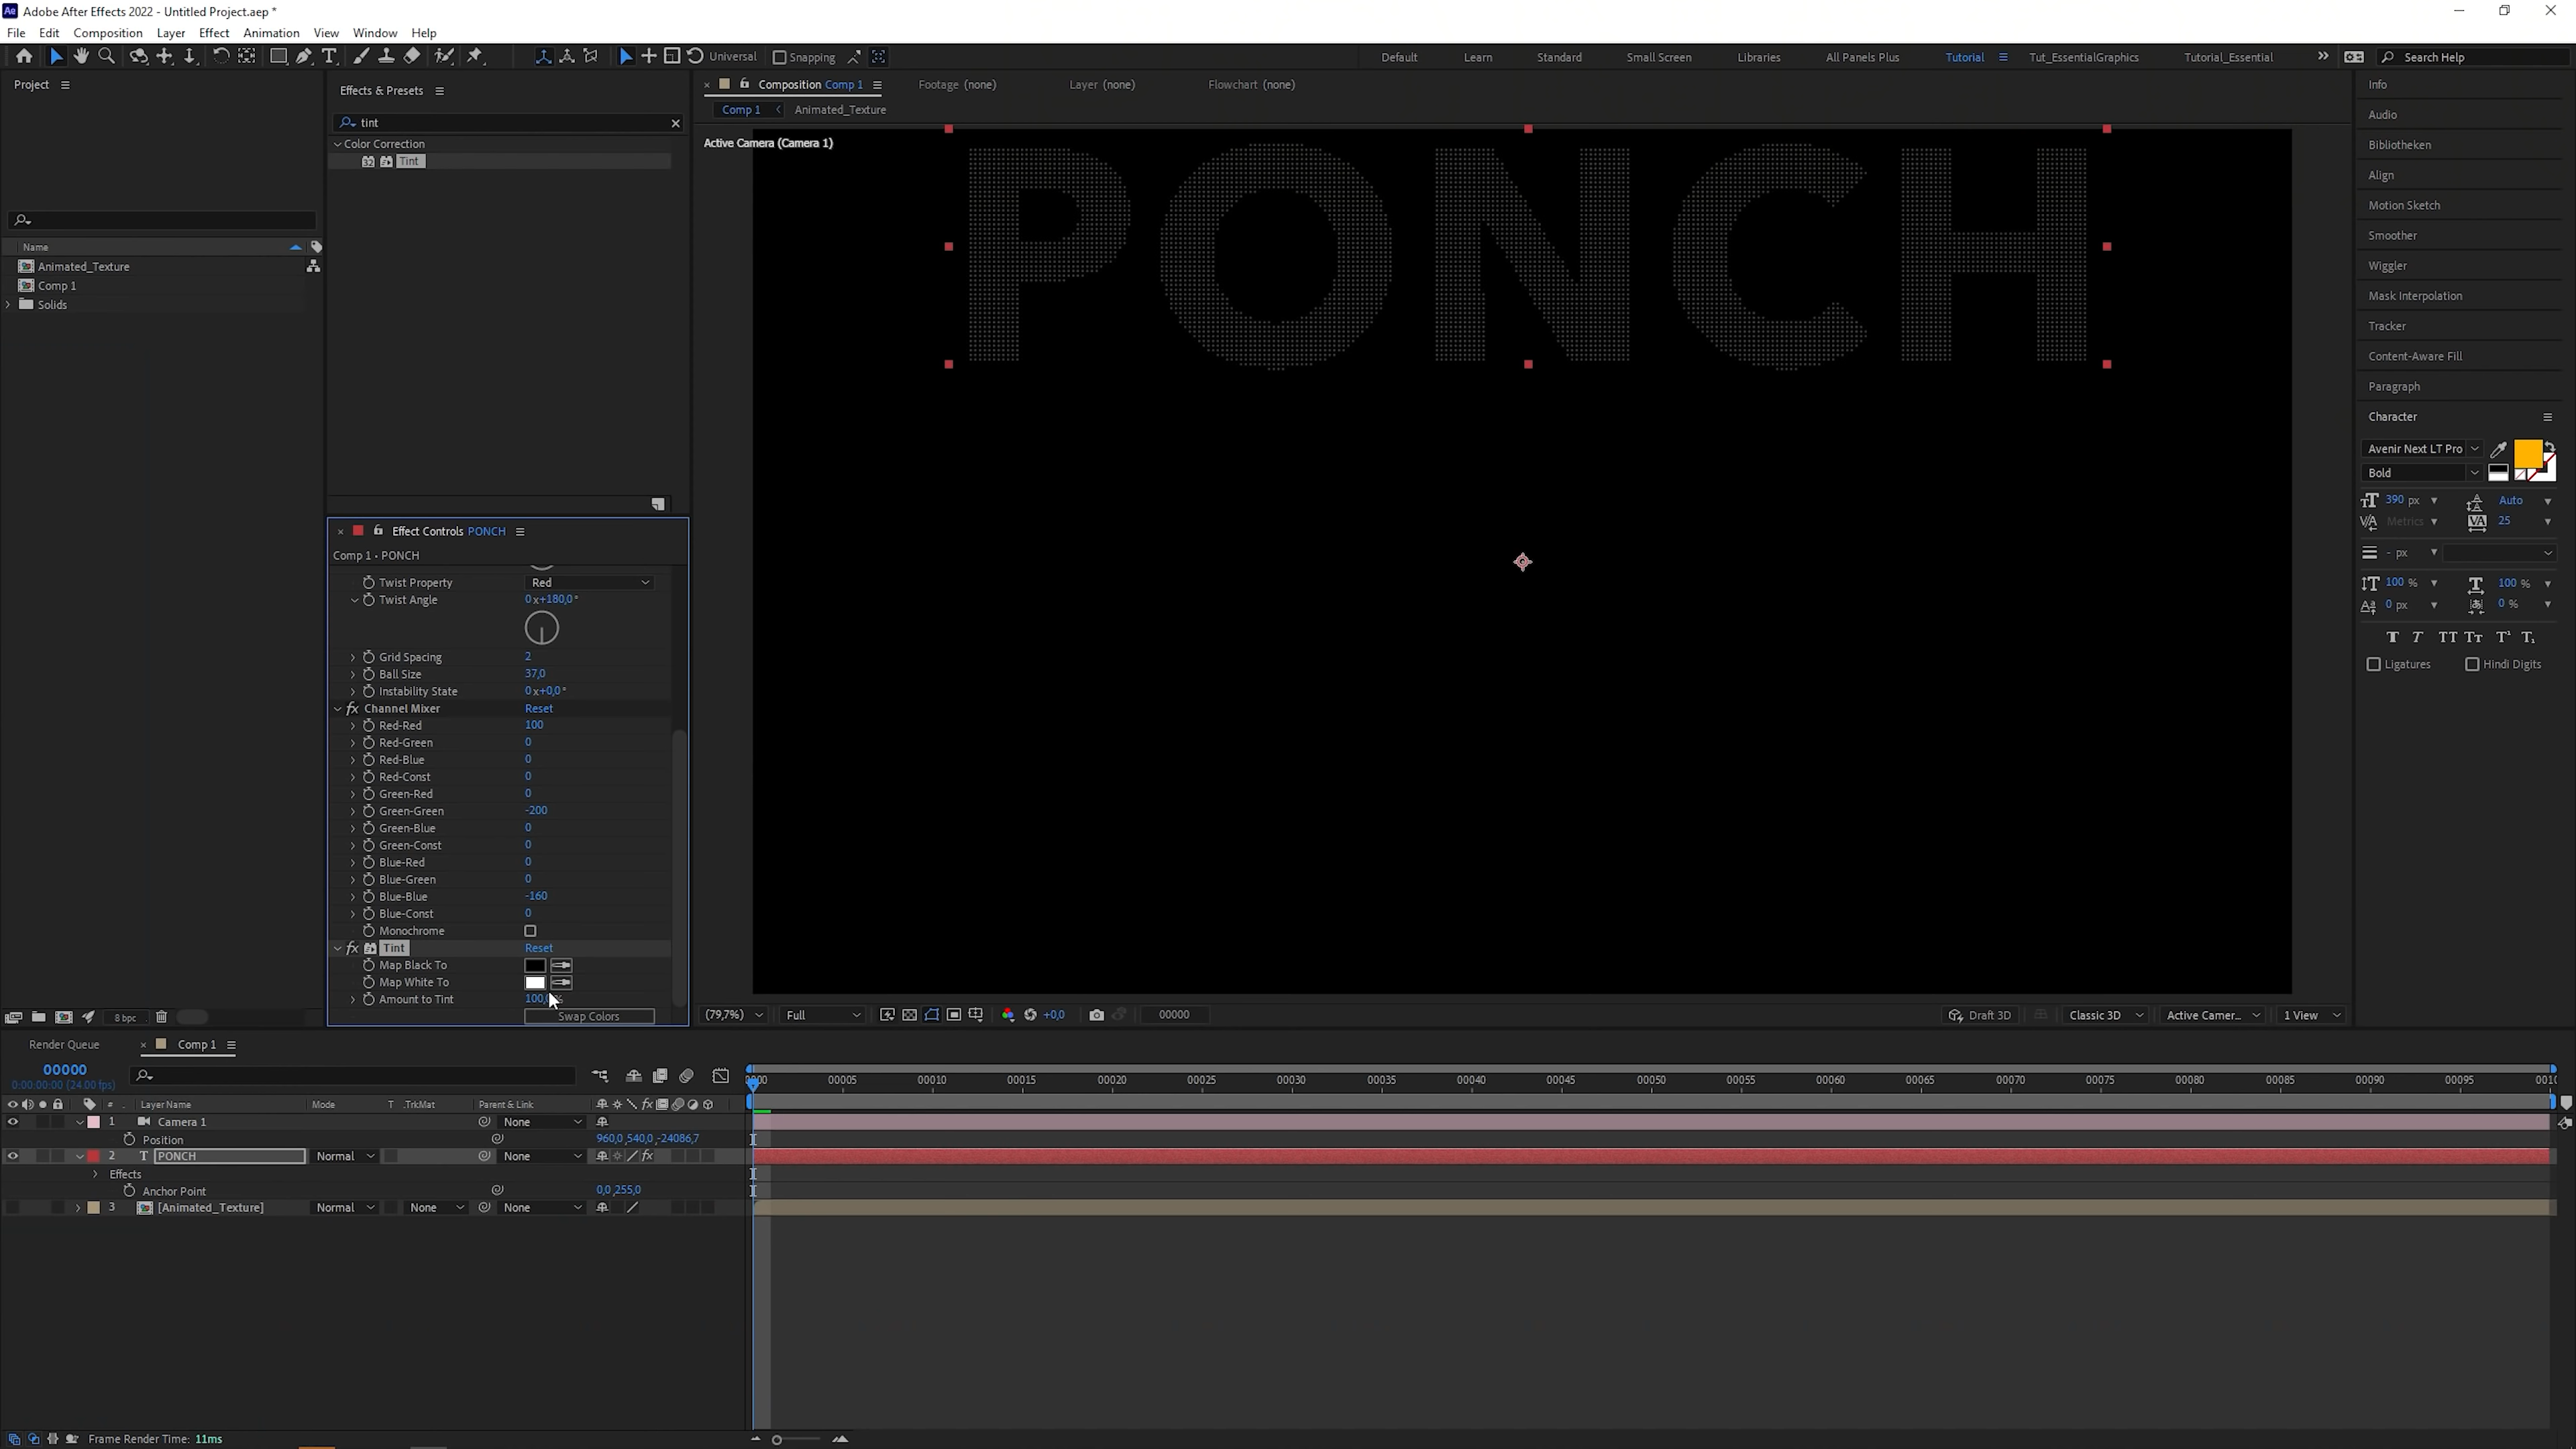 Ae Adobe After Effects 2022 - Untitled Project.aep *
File Edit Composition Layer Effect Animation View Window Help
Universal Snapping Default Learn Standard Small Screen Libraries All Panels Plus Tutorial Tut_EssentialGraphics Tutorial_Essential Search Help
Project
Name
Animated_Texture
Comp 1
Solids
8 bpc
Effects & Presets
tint
Color Correction
32 Tint
Effect Controls PONCH
Comp 1 • PONCH
Twist Property Red
Twist Angle 0x+180,0°
Grid Spacing 2
Ball Size 37,0
Instability State 0x+0,0°
fx Channel Mixer Reset
Red-Red 100
Red-Green 0
Red-Blue 0
Red-Const 0
Green-Red 0
Green-Green -200
Green-Blue 0
Green-Const 0
Blue-Red 0
Blue-Green 0
Blue-Blue -160
Blue-Const 0
Monochrome
fx Tint Reset
Map Black To
Map White To
Amount to Tint 100,0%
Swap Colors
Composition Comp 1 Footage (none) Layer (none) Flowchart (none)
Comp 1 Animated_Texture
Active Camera (Camera 1)
PONCH
(79,7%) Full +0,0 00000 Draft 3D Classic 3D Active Camer... 1 View
Info
Audio
Bibliotheken
Align
Motion Sketch
Smoother
Wiggler
Mask Interpolation
Tracker
Content-Aware Fill
Paragraph
Character
Avenir Next LT Pro
Bold
390 px Auto
Metrics 25
- px
100 % 100 %
0 px 0 %
Ligatures Hindi Digits
Render Queue Comp 1
00000
0:00:00:00 (24.00 fps)
0000 00005 00010 00015 00020 00025 00030 00035 00040 00045 00050 00055 00060 00065 00070 00075 00080 00085 00090 00095 0010
# Layer Name Mode T .TrkMat Parent & Link
1 Camera 1 None
Position 960,0,540,0,-24086,7
2 T PONCH Normal None
Effects
Anchor Point 0,0,255,0
3 [Animated_Texture] Normal None None
Frame Render Time: 11ms